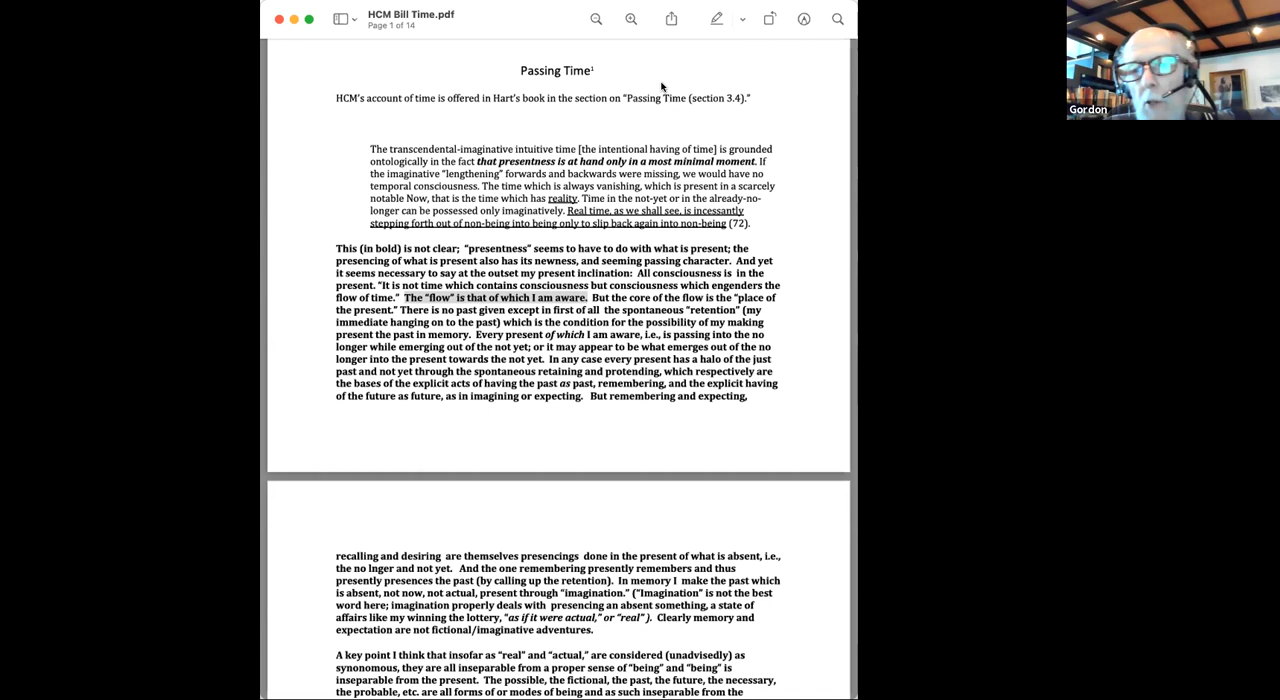 HCM Bill Time.pdf
Page 1 of 14
Passing Time¹
HCM's account of time is offered in Hart's book in the section on "Passing Time (section 3.4)."
The transcendental-imaginative intuitive time [the intentional having of time] is grounded
ontologically in the fact that presentness is at hand only in a most minimal moment. If
the imaginative "lengthening" forwards and backwards were missing, we would have no
temporal consciousness. The time which is always vanishing, which is present in a scarcely
notable Now, that is the time which has reality. Time in the not-yet or in the already-no-
longer can be possessed only imaginatively. Real time, as we shall see, is incessantly
stepping forth out of non-being into being only to slip back again into non-being (72).
This (in bold) is not clear; "presentness" seems to have to do with what is present; the
presencing of what is present also has its newness, and seeming passing character. And yet
it seems necessary to say at the outset my present inclination: All consciousness is in the
present. "It is not time which contains consciousness but consciousness which engenders the
flow of time." The "flow" is that of which I am aware. But the core of the flow is the "place of
the present." There is no past given except in first of all the spontaneous "retention" (my
immediate hanging on to the past) which is the condition for the possibility of my making
present the past in memory. Every present of which I am aware, i.e., is passing into the no
longer while emerging out of the not yet; or it may appear to be what emerges out of the no
longer into the present towards the not yet. In any case every present has a halo of the just
past and not yet through the spontaneous retaining and protending, which respectively are
the bases of the explicit acts of having the past as past, remembering, and the explicit having
of the future as future, as in imagining or expecting. But remembering and expecting,
recalling and desiring are themselves presencings done in the present of what is absent, i.e.,
the no lnger and not yet. And the one remembering presently remembers and thus
presently presences the past (by calling up the retention). In memory I make the past which
is absent, not now, not actual, present through "imagination." ("Imagination" is not the best
word here; imagination properly deals with presencing an absent something, a state of
affairs like my winning the lottery, "as if it were actual," or "real"). Clearly memory and
expectation are not fictional/imaginative adventures.
A key point I think that insofar as "real" and "actual," are considered (unadvisedly) as
synonomous, they are all inseparable from a proper sense of "being" and "being" is
inseparable from the present. The possible, the fictional, the past, the future, the necessary,
the probable, etc. are all forms of or modes of being and as such inseparable from the
Gordon